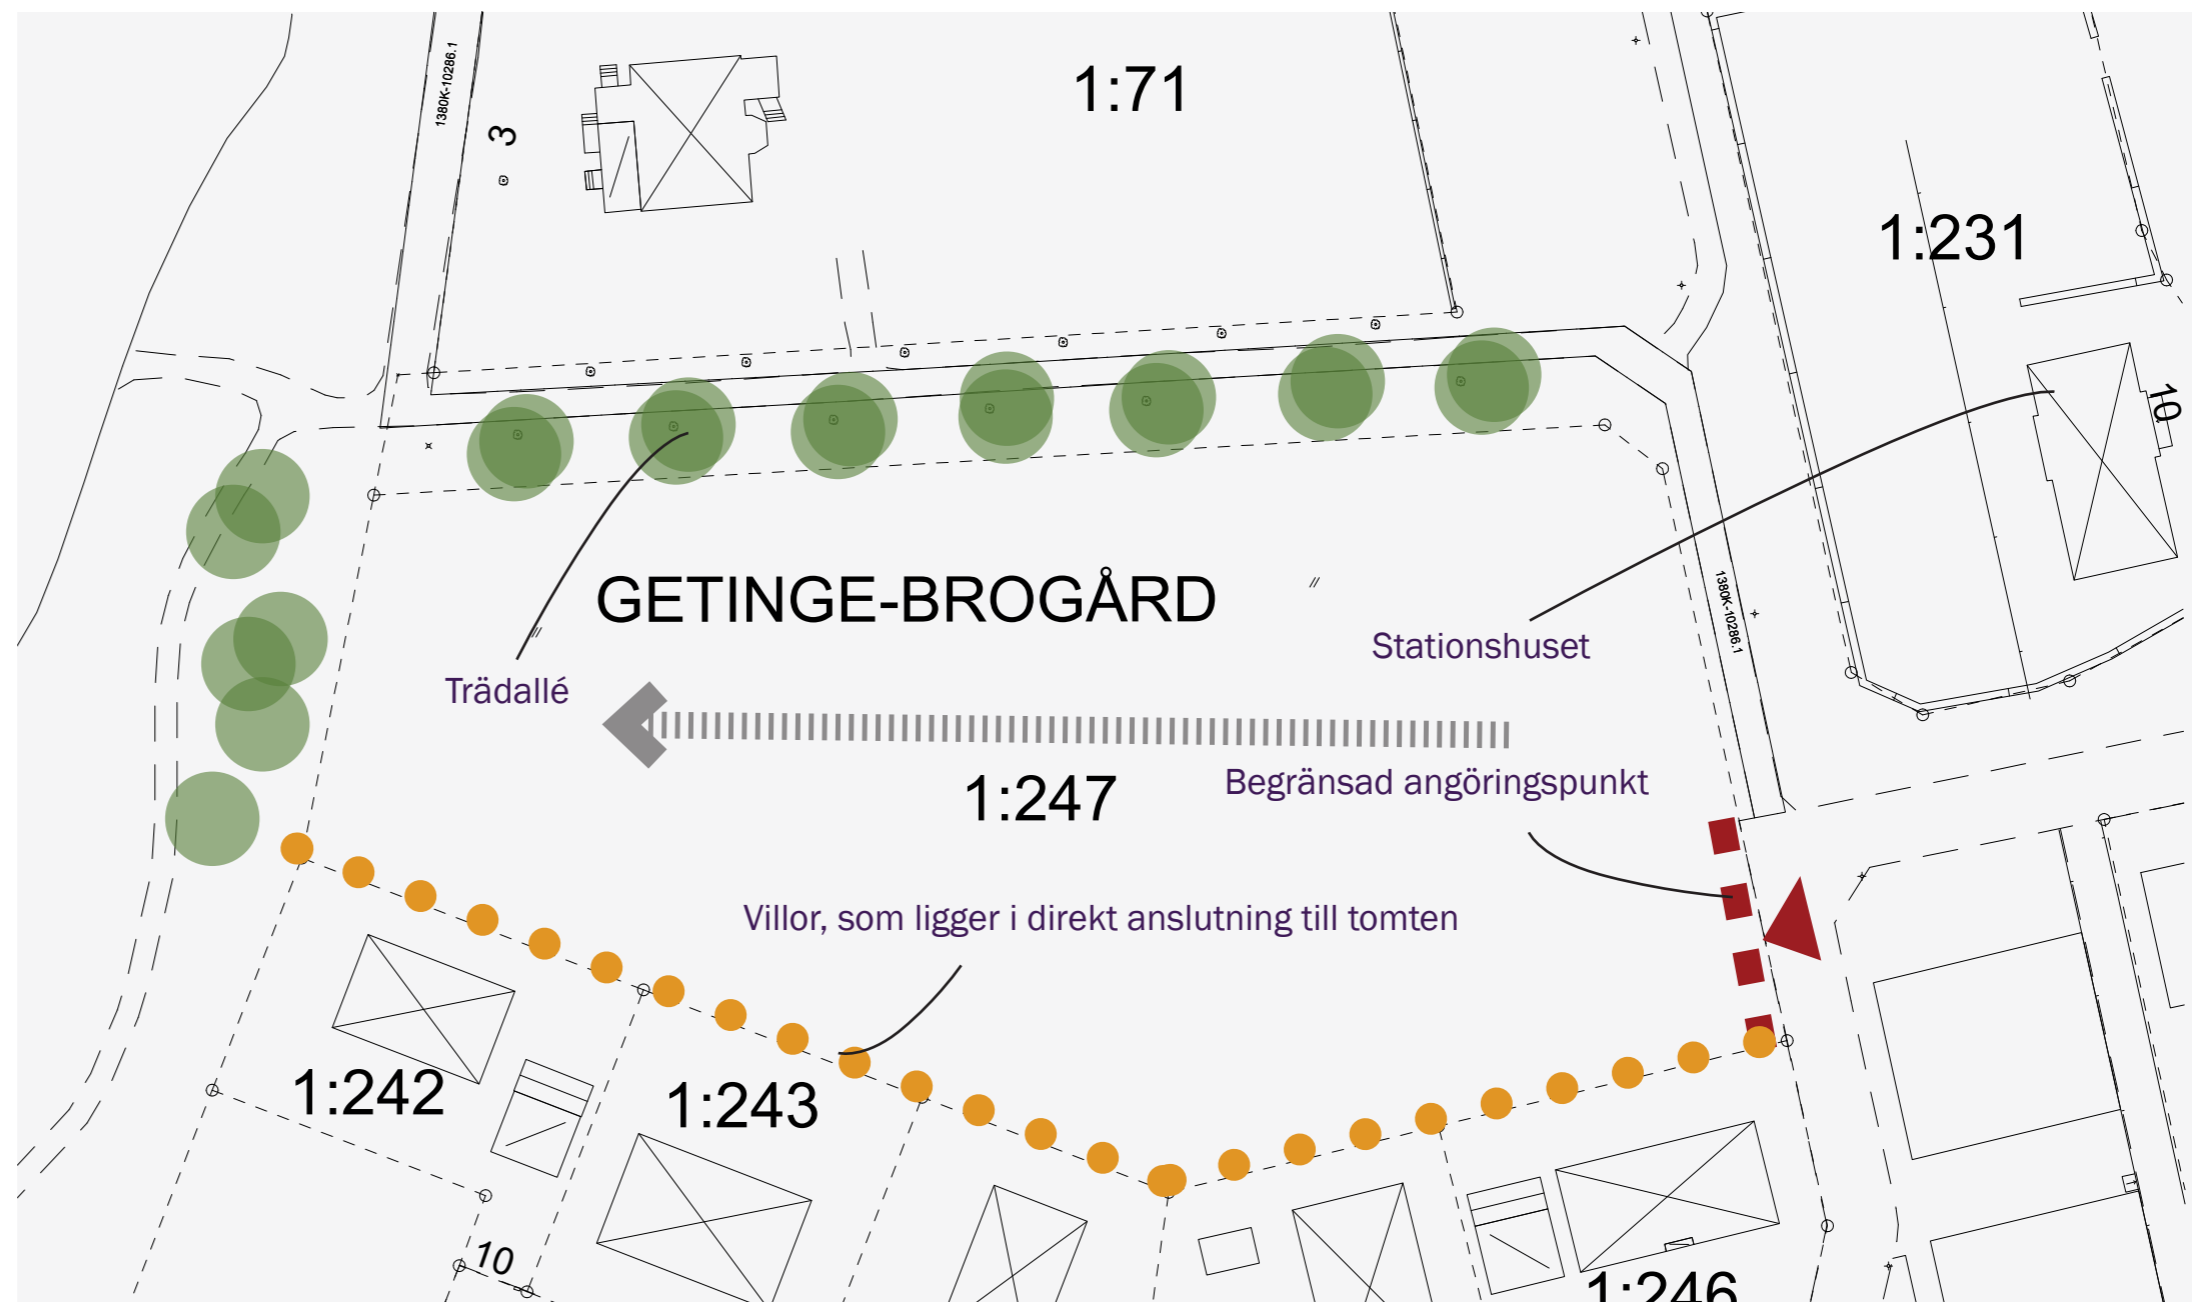 1380K-10286.1
3
1:71
1:231
10
GETINGE-BROGÅRD
1380K-10286.1
Stationshuset
Trädallé
Begränsad angöringspunkt
1:247
Villor, som ligger i direkt anslutning till tomten
1:242
1:243
10
1:246